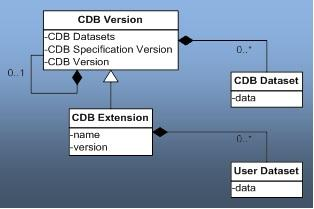 CDB Version
-CDB Datasets
-CDB Specification Version
-CDB Version
0..*
0..1
CDB Dataset
-data
CDB Extension
-name
-version
0..*
User Dataset
-data